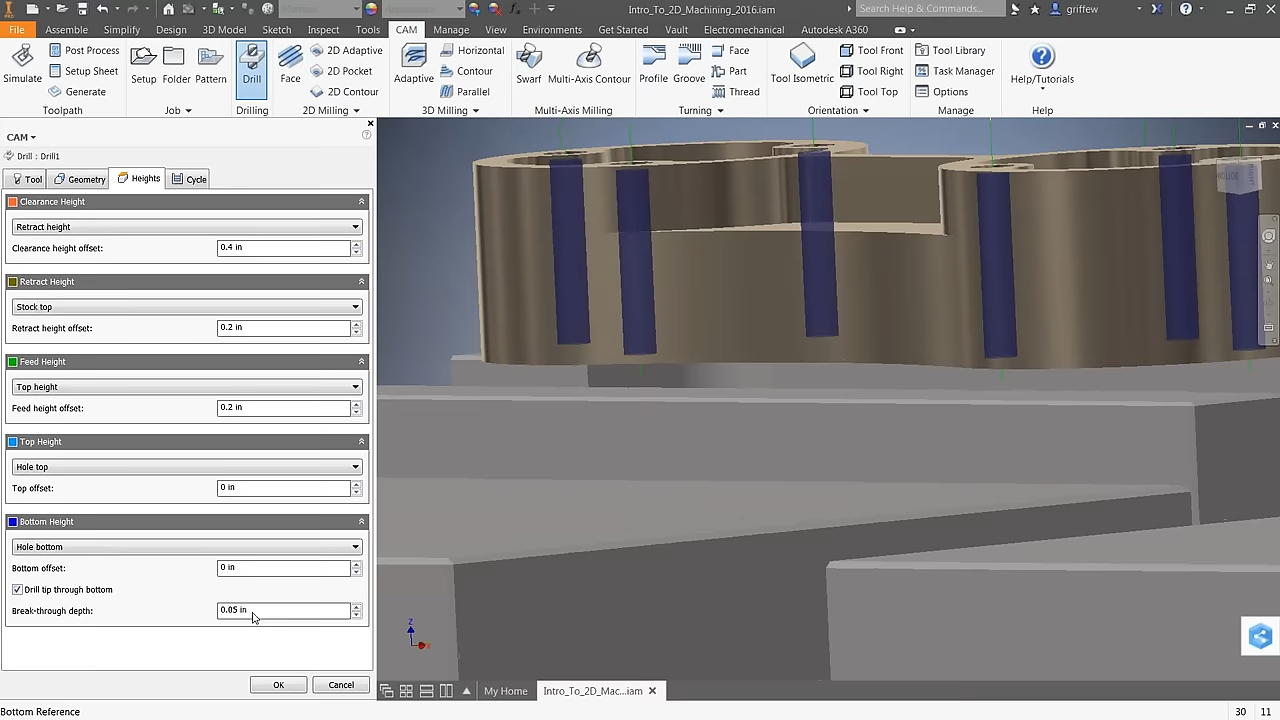 Intro_To_2D_Machining_2016.iam
Search Help & Commands...
griffew
File
Assemble
Simplify
Design
3D Model
Sketch
Inspect
Tools
CAM
Manage
View
Environments
Get Started
Vault
Electromechanical
Autodesk A360
Simulate
Post Process
Setup Sheet
Generate
Toolpath
Setup
Folder
Pattern
Job
Drill
Drilling
Face
2D Adaptive
2D Pocket
2D Contour
2D Milling
Adaptive
Horizontal
Contour
Parallel
3D Milling
Swarf
Multi-Axis Contour
Multi-Axis Milling
Profile
Groove
Face
Part
Thread
Turning
Tool Isometric
Tool Front
Tool Right
Tool Top
Orientation
Tool Library
Task Manager
Options
Manage
Help/Tutorials
Help
CAM
Drill : Drill1
Tool
Geometry
Heights
Cycle
Clearance Height
Retract height
Clearance height offset: 0.4 in
Retract Height
Stock top
Retract height offset: 0.2 in
Feed Height
Top height
Feed height offset: 0.2 in
Top Height
Hole top
Top offset: 0 in
Bottom Height
Hole bottom
Bottom offset: 0 in
Drill tip through bottom
Break-through depth: 0.05 in
OK
Cancel
Z
X
My Home
Intro_To_2D_Mac...iam
Bottom Reference
30
11